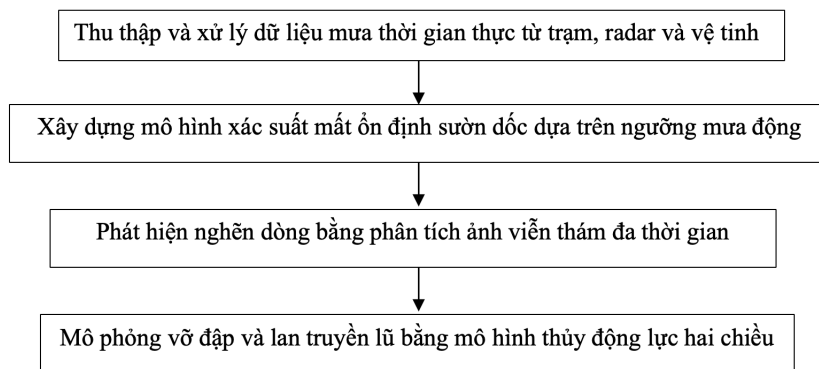 Thu thập và xử lý dữ liệu mưa thời gian thực từ trạm, radar và vệ tinh
Xây dựng mô hình xác suất mất ổn định sườn dốc dựa trên ngưỡng mưa động
Phát hiện nghẽn dòng bằng phân tích ảnh viễn thám đa thời gian
Mô phỏng vỡ đập và lan truyền lũ bằng mô hình thủy động lực hai chiều